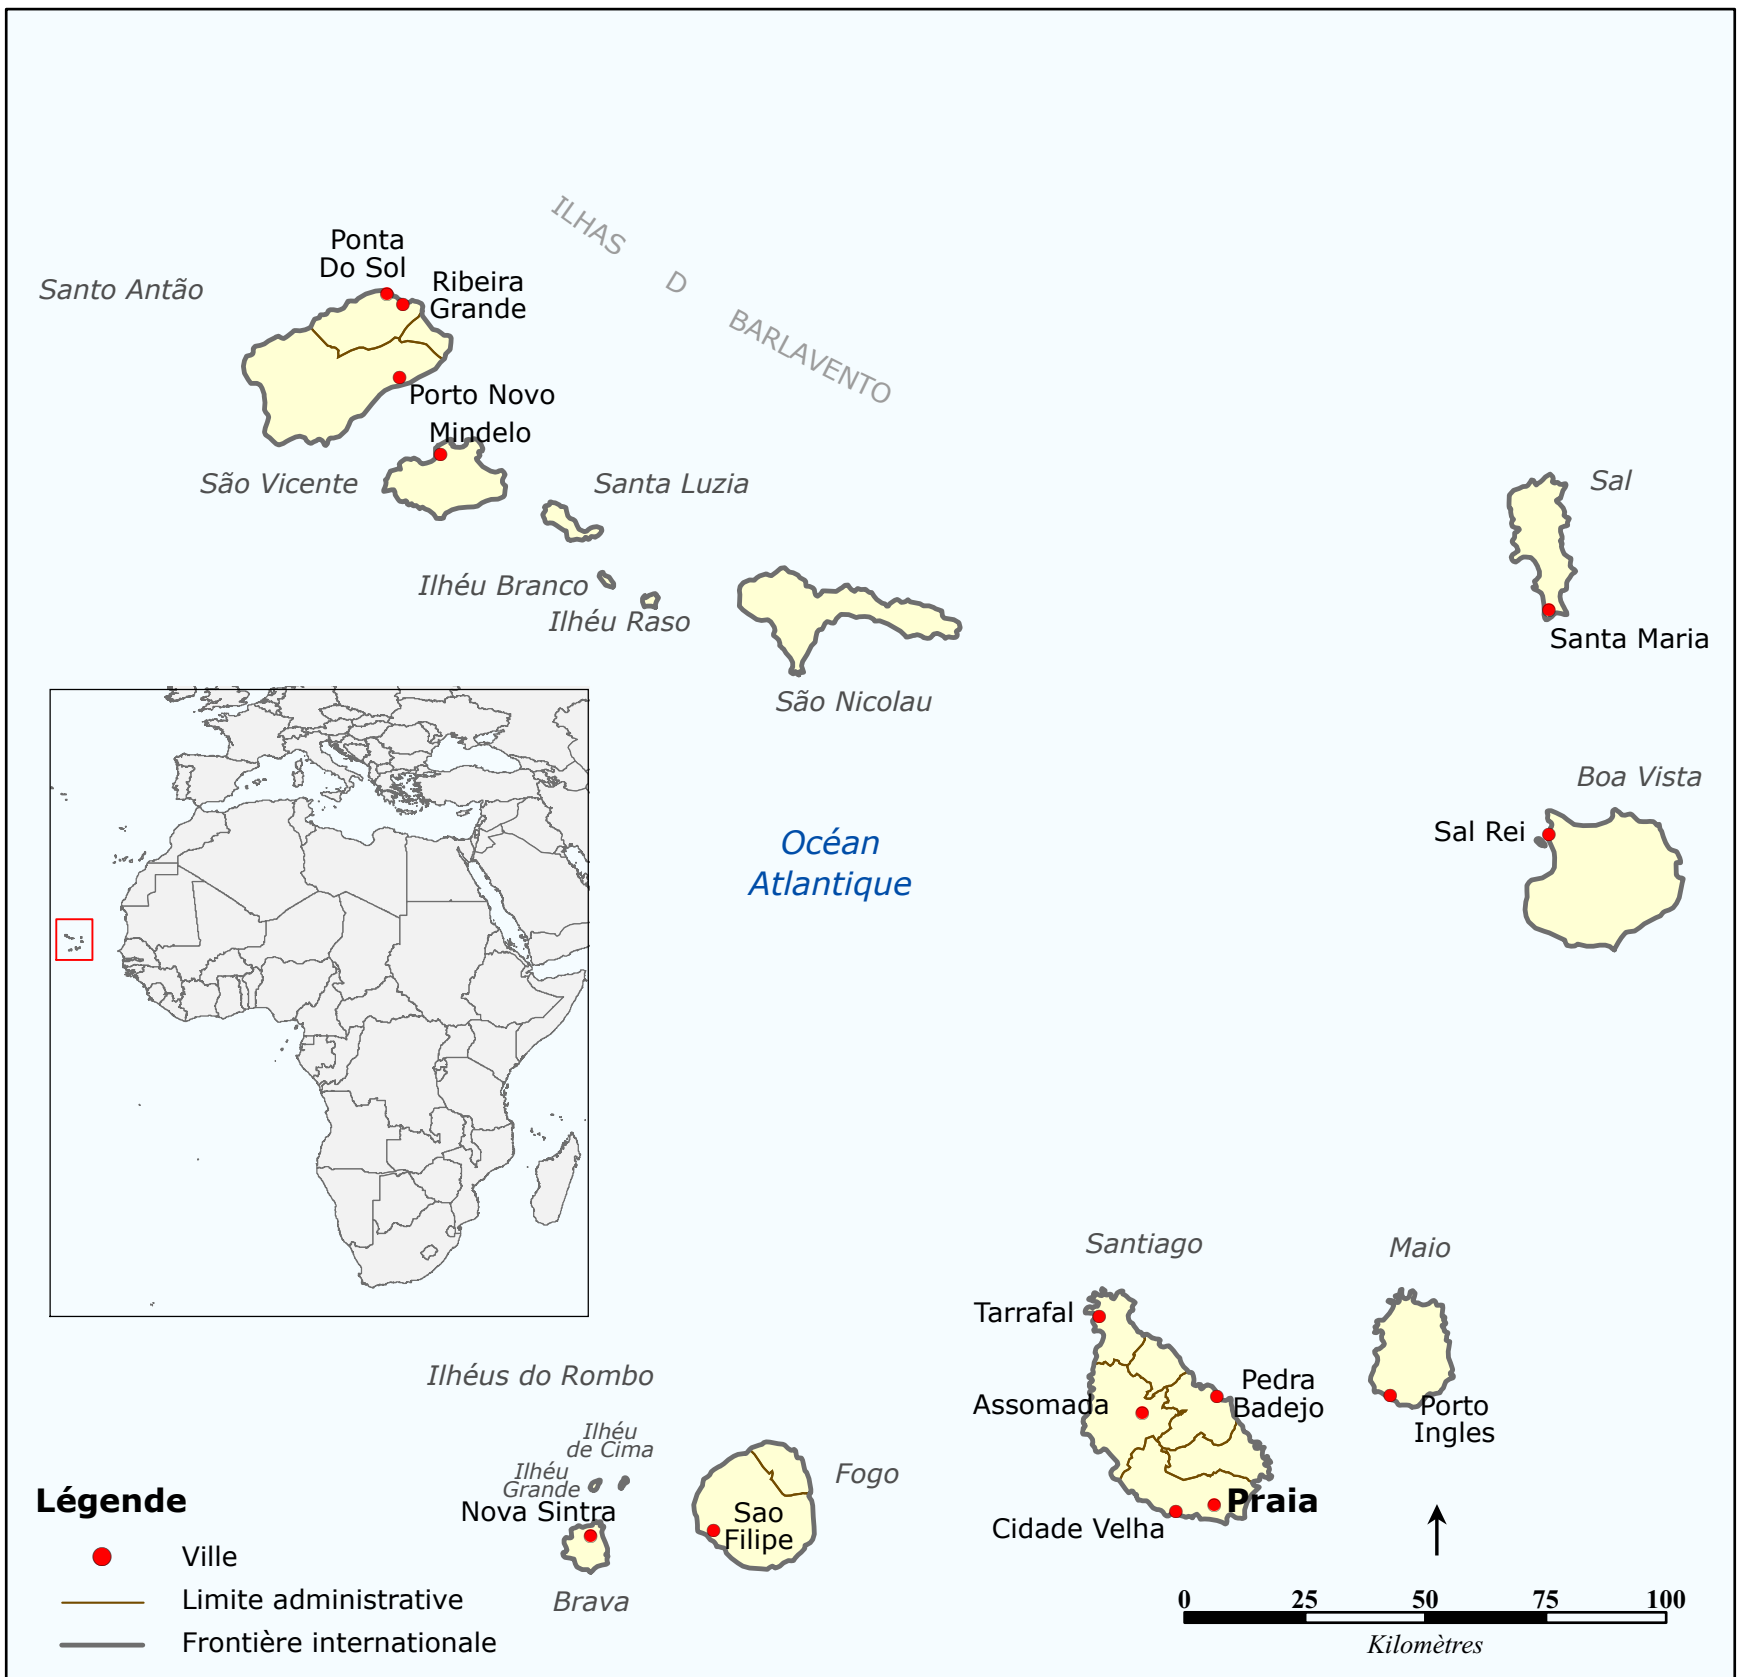 ILHAS
D
BARLAVENTO
Ponta
Do Sol
Ribeira
Grande
Santo Antão
Porto Novo
Mindelo
São Vicente
Santa Luzia
Sal
Ilhéu Branco
Ilhéu Raso
Santa Maria
São Nicolau
Boa Vista
Sal Rei
Océan
Atlantique
Santiago
Maio
Tarrafal
Ilhéus do Rombo
Assomada
Pedra
Badejo
Porto
Ingles
Ilhéu
de Cima
Ilhéu
Grande
Fogo
Nova Sintra
Sao
Filipe
Praia
Cidade Velha
Brava
Légende
Ville
Limite administrative
Frontière internationale
0 25 50 75 100
Kilomètres